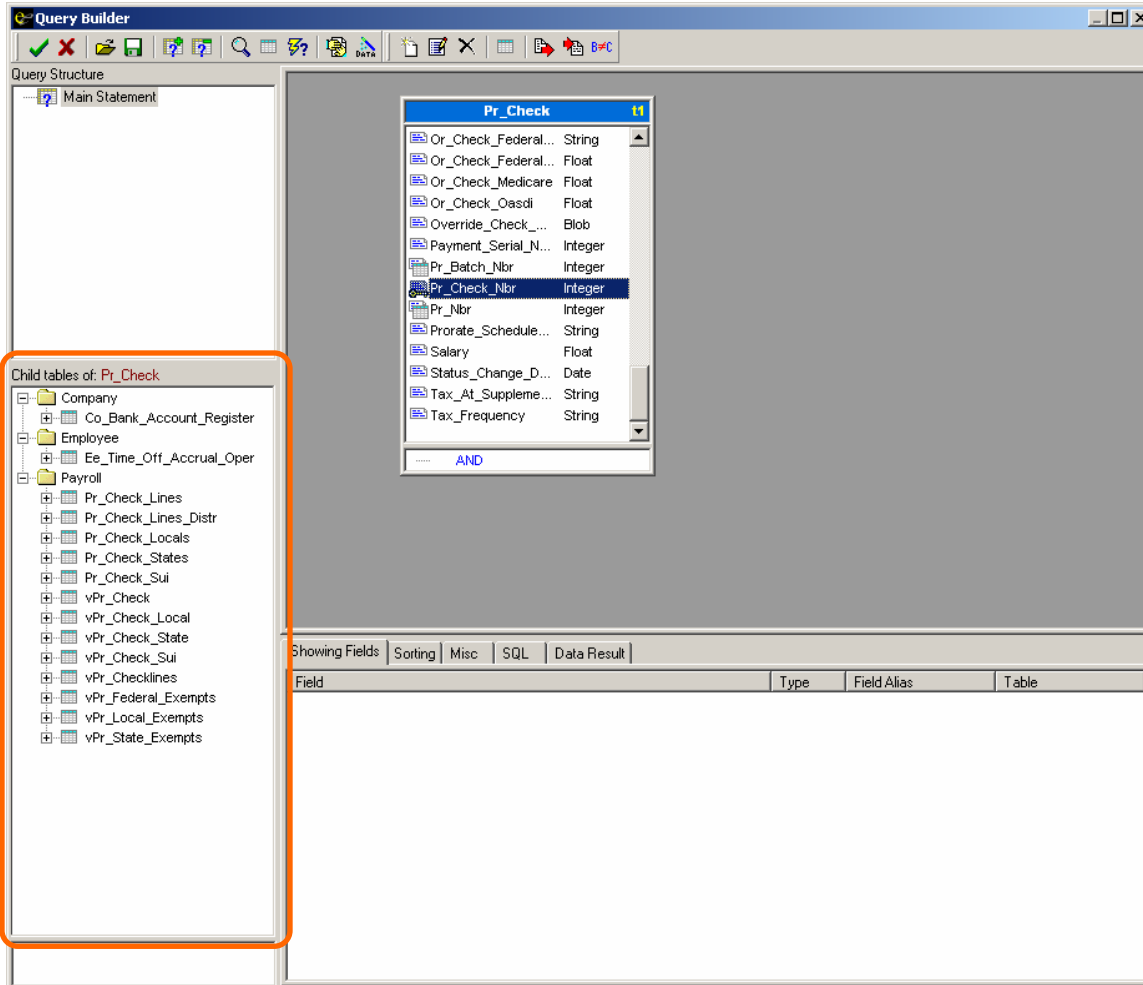 Query Builder
DATA
B≠C
Query Structure
Main Statement
Pr_Check t1
Or_Check_Federal... String
Or_Check_Federal... Float
Or_Check_Medicare Float
Or_Check_Oasdi Float
Override_Check_... Blob
Payment_Serial_N... Integer
Pr_Batch_Nbr Integer
Pr_Check_Nbr Integer
Pr_Nbr Integer
Prorate_Schedule... String
Salary Float
Status_Change_D... Date
Tax_At_Suppleme... String
Tax_Frequency String
AND
Child tables of: Pr_Check
Company
Co_Bank_Account_Register
Employee
Ee_Time_Off_Accrual_Oper
Payroll
Pr_Check_Lines
Pr_Check_Lines_Distr
Pr_Check_Locals
Pr_Check_States
Pr_Check_Sui
vPr_Check
vPr_Check_Local
vPr_Check_State
vPr_Check_Sui
vPr_Checklines
vPr_Federal_Exempts
vPr_Local_Exempts
vPr_State_Exempts
Showing Fields Sorting Misc SQL Data Result
Field Type Field Alias Table